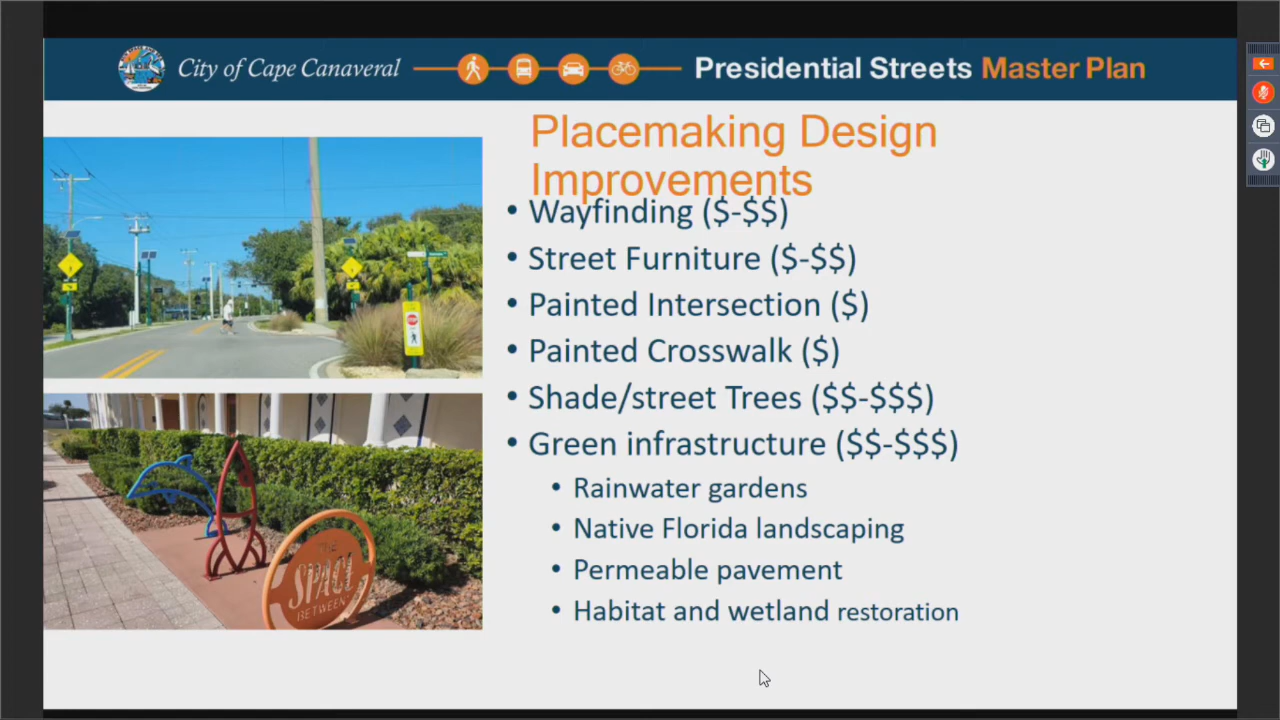 City of Cape Canaveral
Presidential Streets Master Plan
Placemaking Design
Improvements
• Wayfinding ($-$$)
• Street Furniture ($-$$)
• Painted Intersection ($)
• Painted Crosswalk ($)
• Shade/street Trees ($$-$$$)
• Green infrastructure ($$-$$$)
• Rainwater gardens
• Native Florida landscaping
• Permeable pavement
• Habitat and wetland restoration
STOP
THE
SPACE
BETWEEN